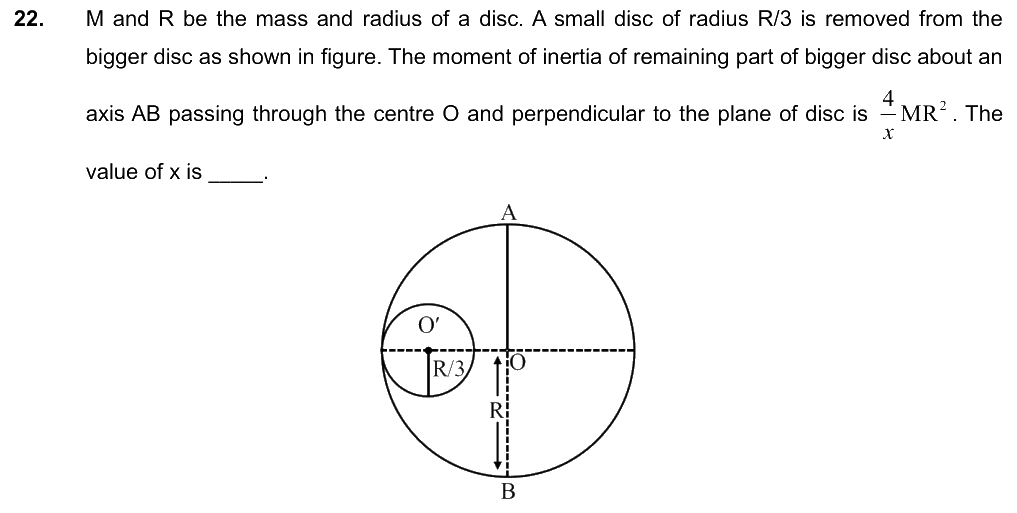 22. M and R be the mass and radius of a disc. A small disc of radius R/3 is removed from the
bigger disc as shown in figure. The moment of inertia of remaining part of bigger disc about an
axis AB passing through the centre O and perpendicular to the plane of disc is 4/x MR². The
value of x is _____.
A
O′
R/3
O
R
B